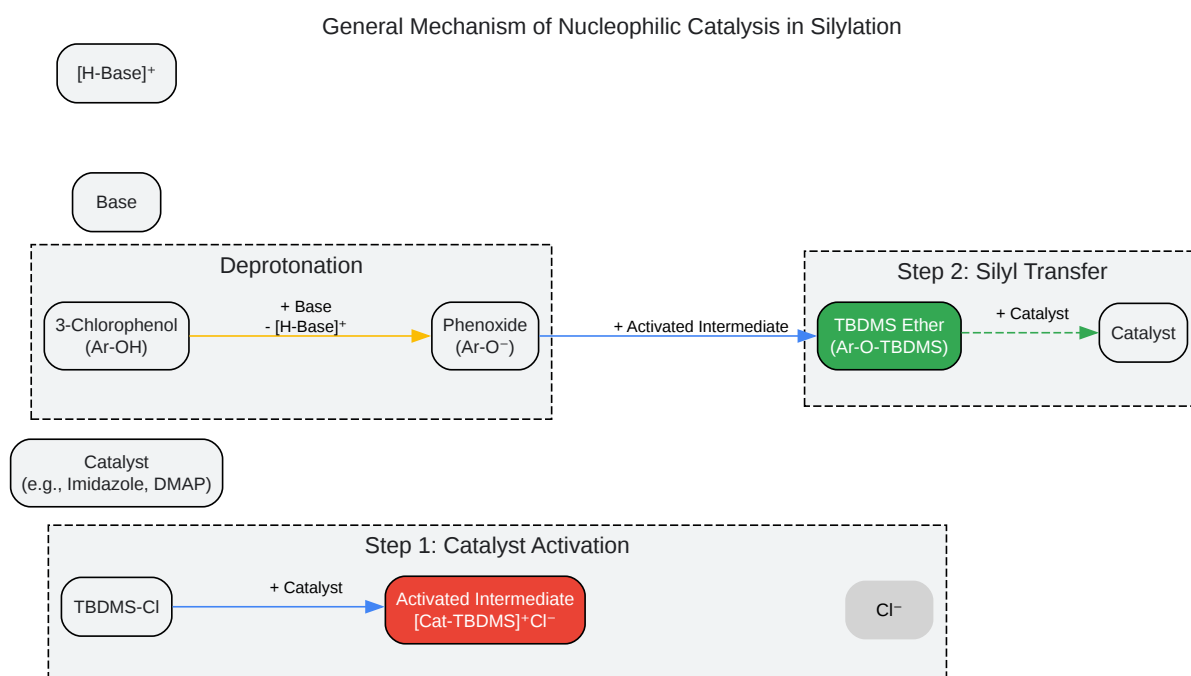 General Mechanism of Nucleophilic Catalysis in Silylation
[H-Base]⁺
Base
Deprotonation
3-Chlorophenol
(Ar-OH)
+ Base
- [H-Base]⁺
Phenoxide
(Ar-O⁻)
+ Activated Intermediate
Step 2: Silyl Transfer
TBDMS Ether
(Ar-O-TBDMS)
+ Catalyst
Catalyst
Catalyst
(e.g., Imidazole, DMAP)
Step 1: Catalyst Activation
TBDMS-Cl
+ Catalyst
Activated Intermediate
[Cat-TBDMS]⁺Cl⁻
Cl⁻